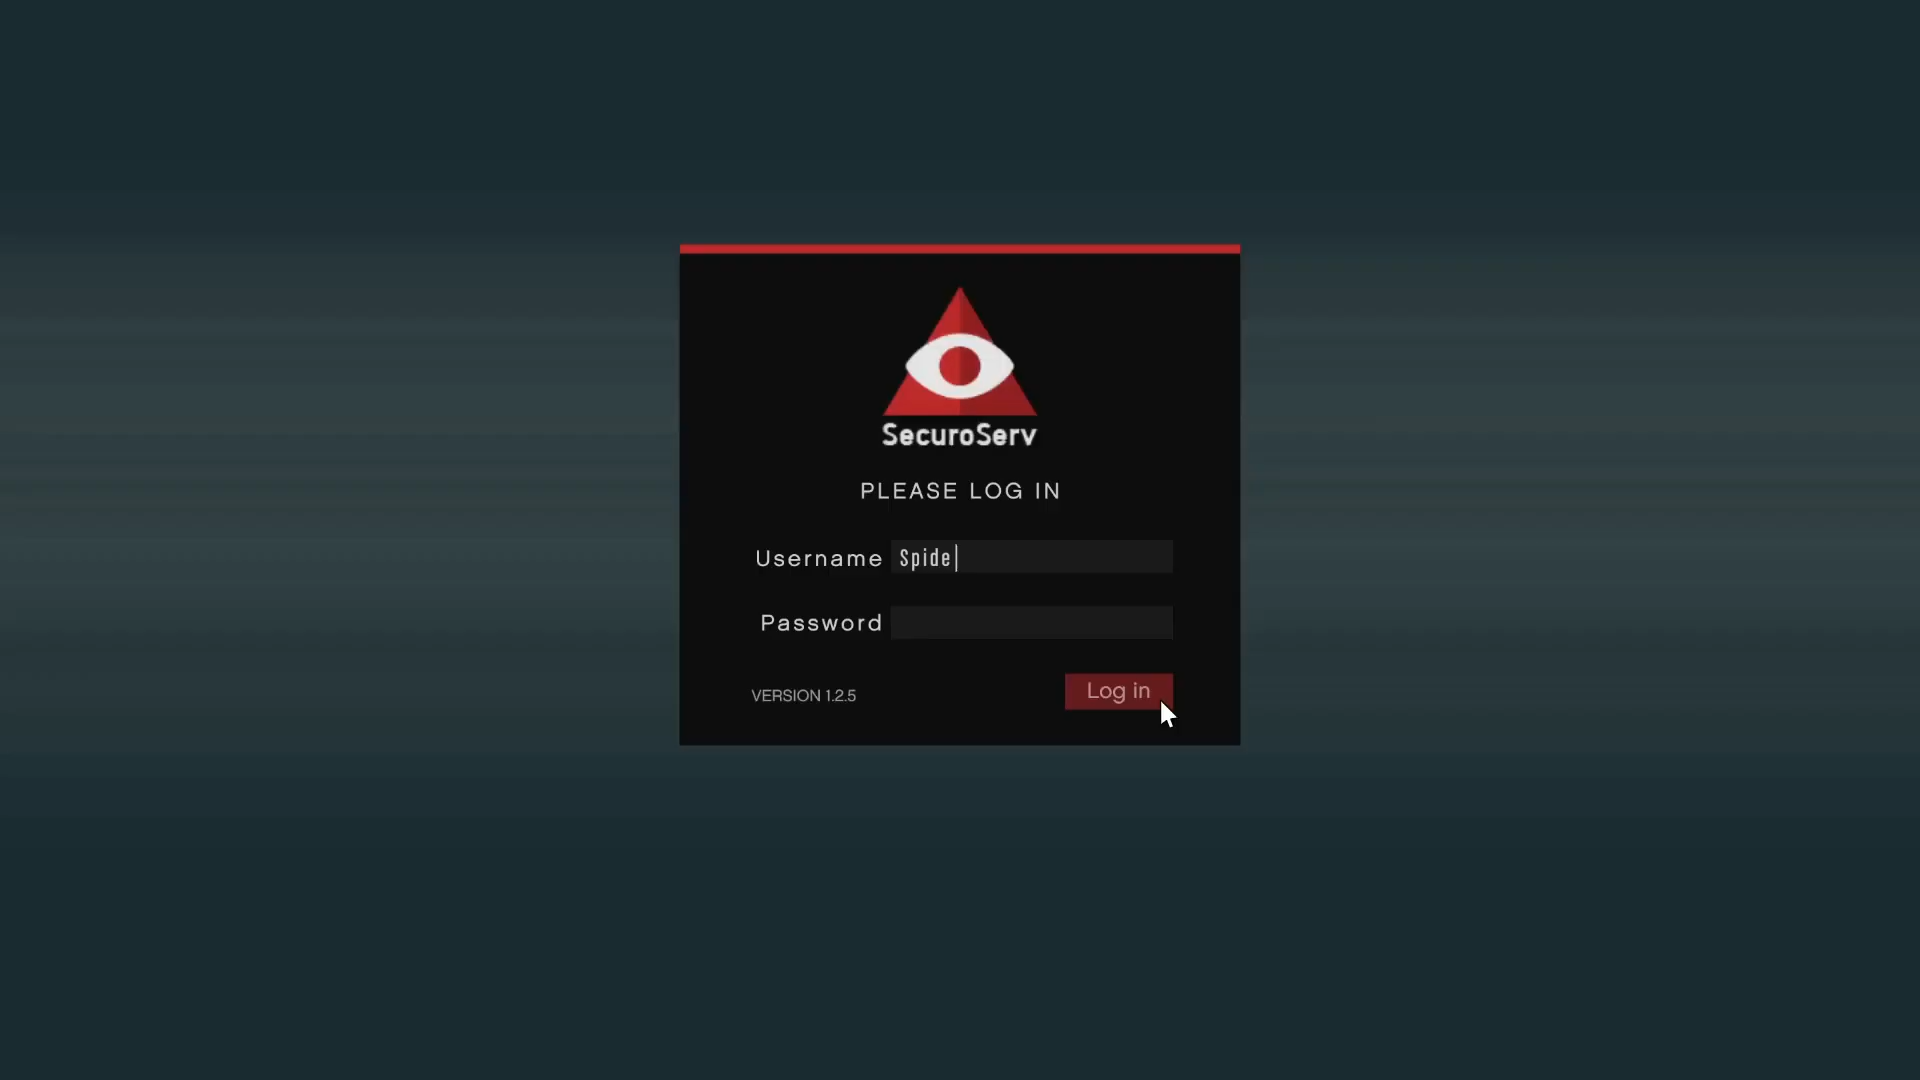 SecuroServ
PLEASE LOG IN
Username Spide
Password
VERSION 1.2.5 Log in